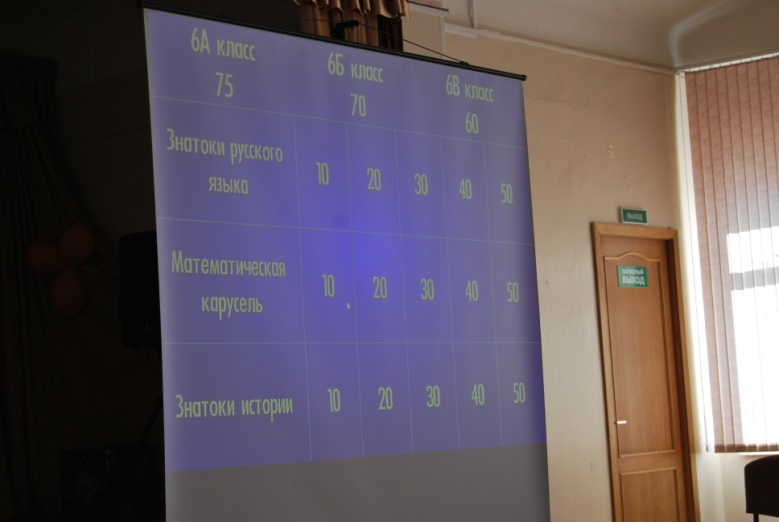 6А класс 6Б класс 6В класс
75 70 60
Знатоки русского
языка 10 20 30 40 50
Математическая
карусель 10 20 30 40 50
Знатоки истории 10 20 30 40 50
ВЫХОД
ЗАПАСНЫЙ
ВЫХОД